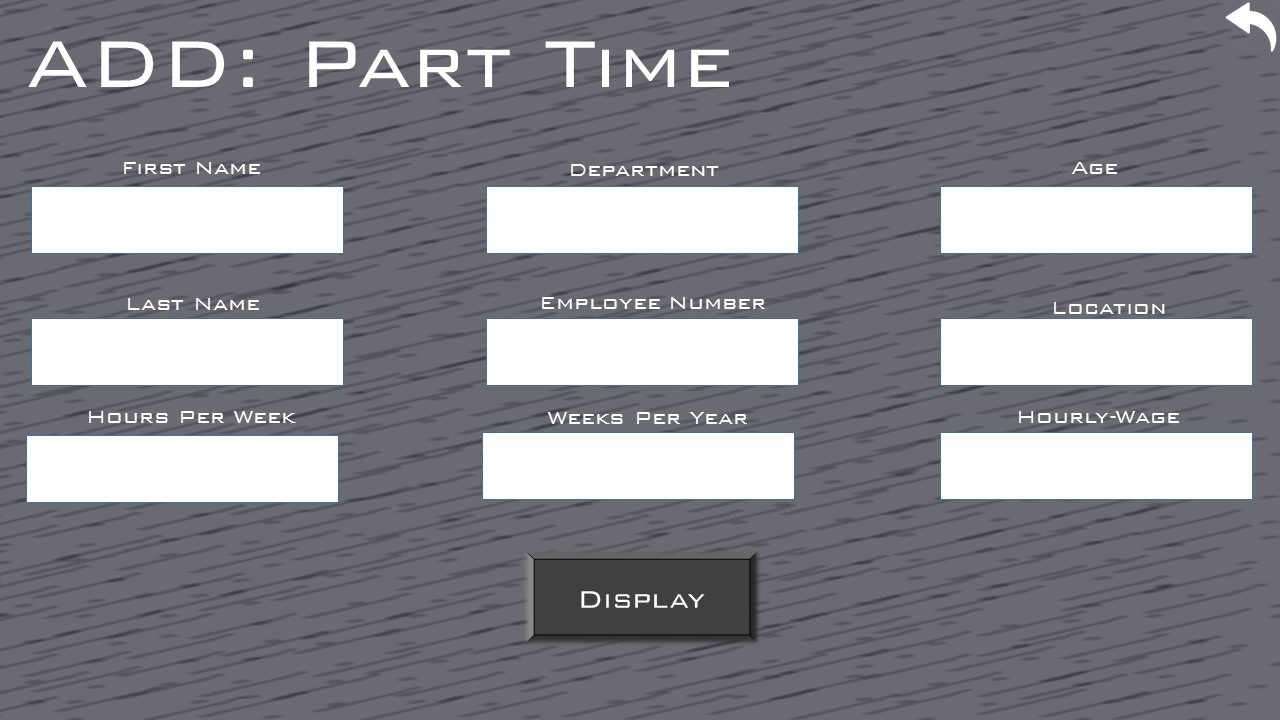 ADD: Part Time
First Name
Department
Age
Last Name
Employee Number
Location
Hours Per Week
Weeks Per Year
Hourly-Wage
Display